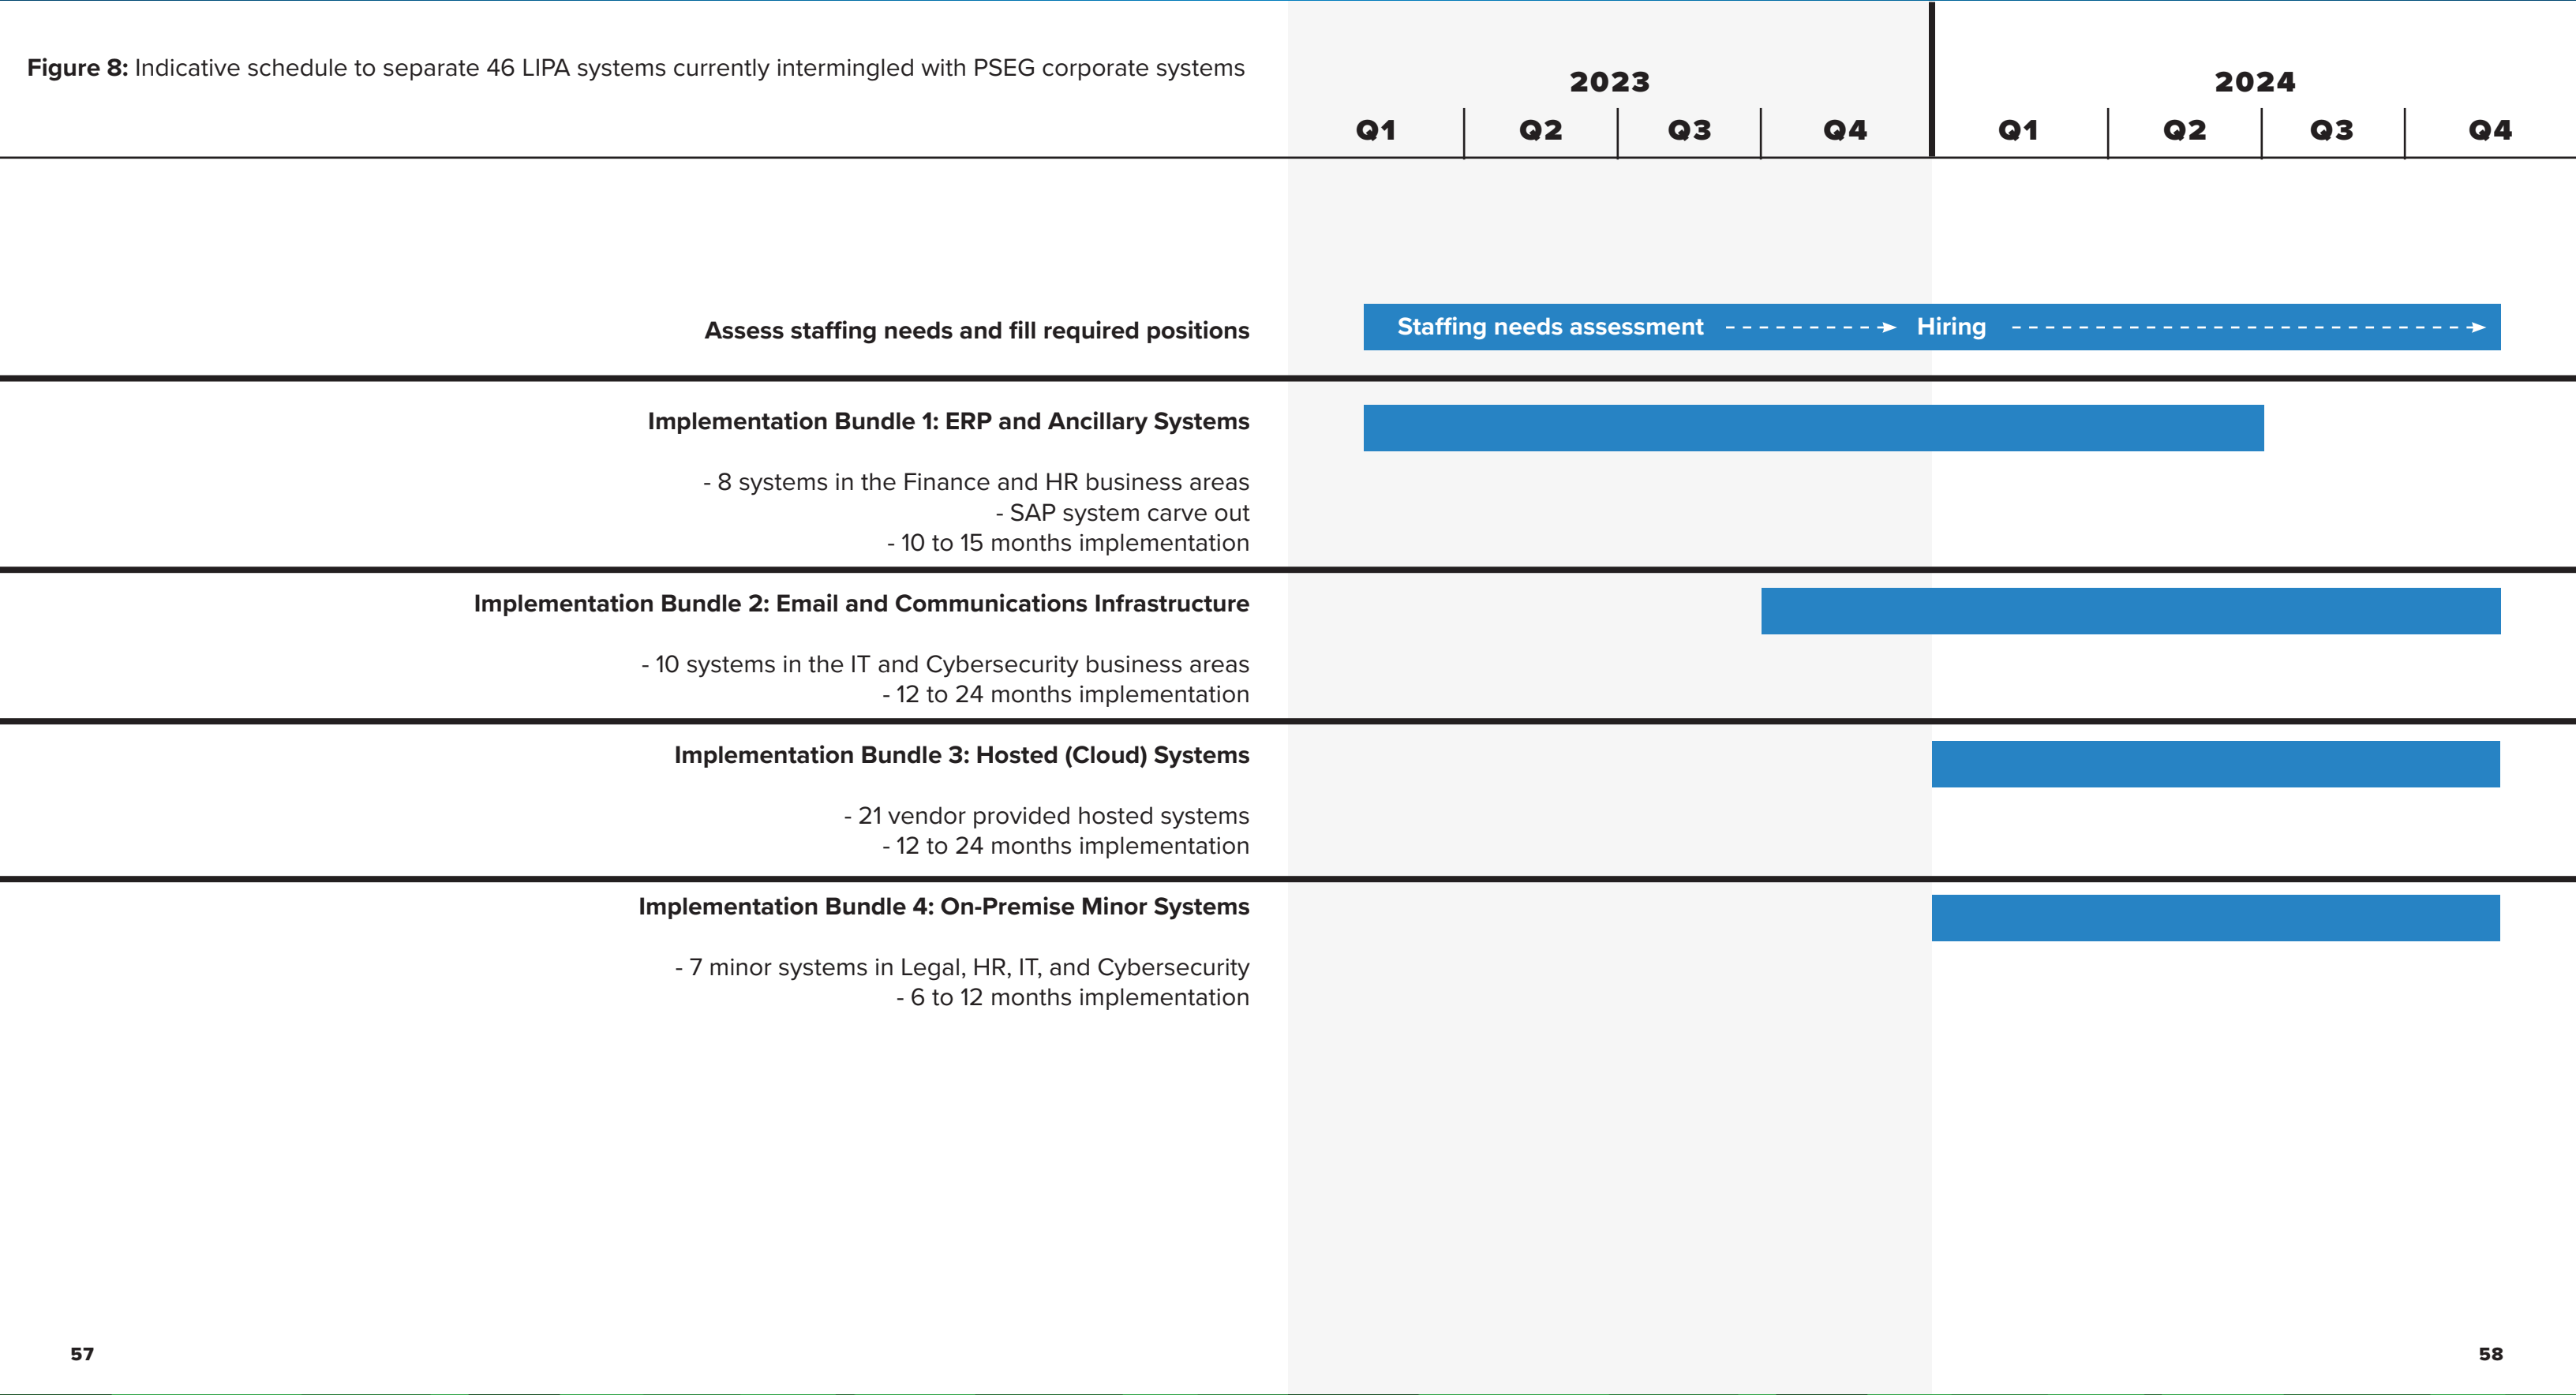 Figure 8: Indicative schedule to separate 46 LIPA systems currently intermingled with PSEG corporate systems
2023
2024
Q1 Q2 Q3 Q4 Q1 Q2 Q3 Q4
Assess staffing needs and fill required positions
Staffing needs assessment Hiring
Implementation Bundle 1: ERP and Ancillary Systems
- 8 systems in the Finance and HR business areas
- SAP system carve out
- 10 to 15 months implementation
Implementation Bundle 2: Email and Communications Infrastructure
- 10 systems in the IT and Cybersecurity business areas
- 12 to 24 months implementation
Implementation Bundle 3: Hosted (Cloud) Systems
- 21 vendor provided hosted systems
- 12 to 24 months implementation
Implementation Bundle 4: On-Premise Minor Systems
- 7 minor systems in Legal, HR, IT, and Cybersecurity
- 6 to 12 months implementation
57
58